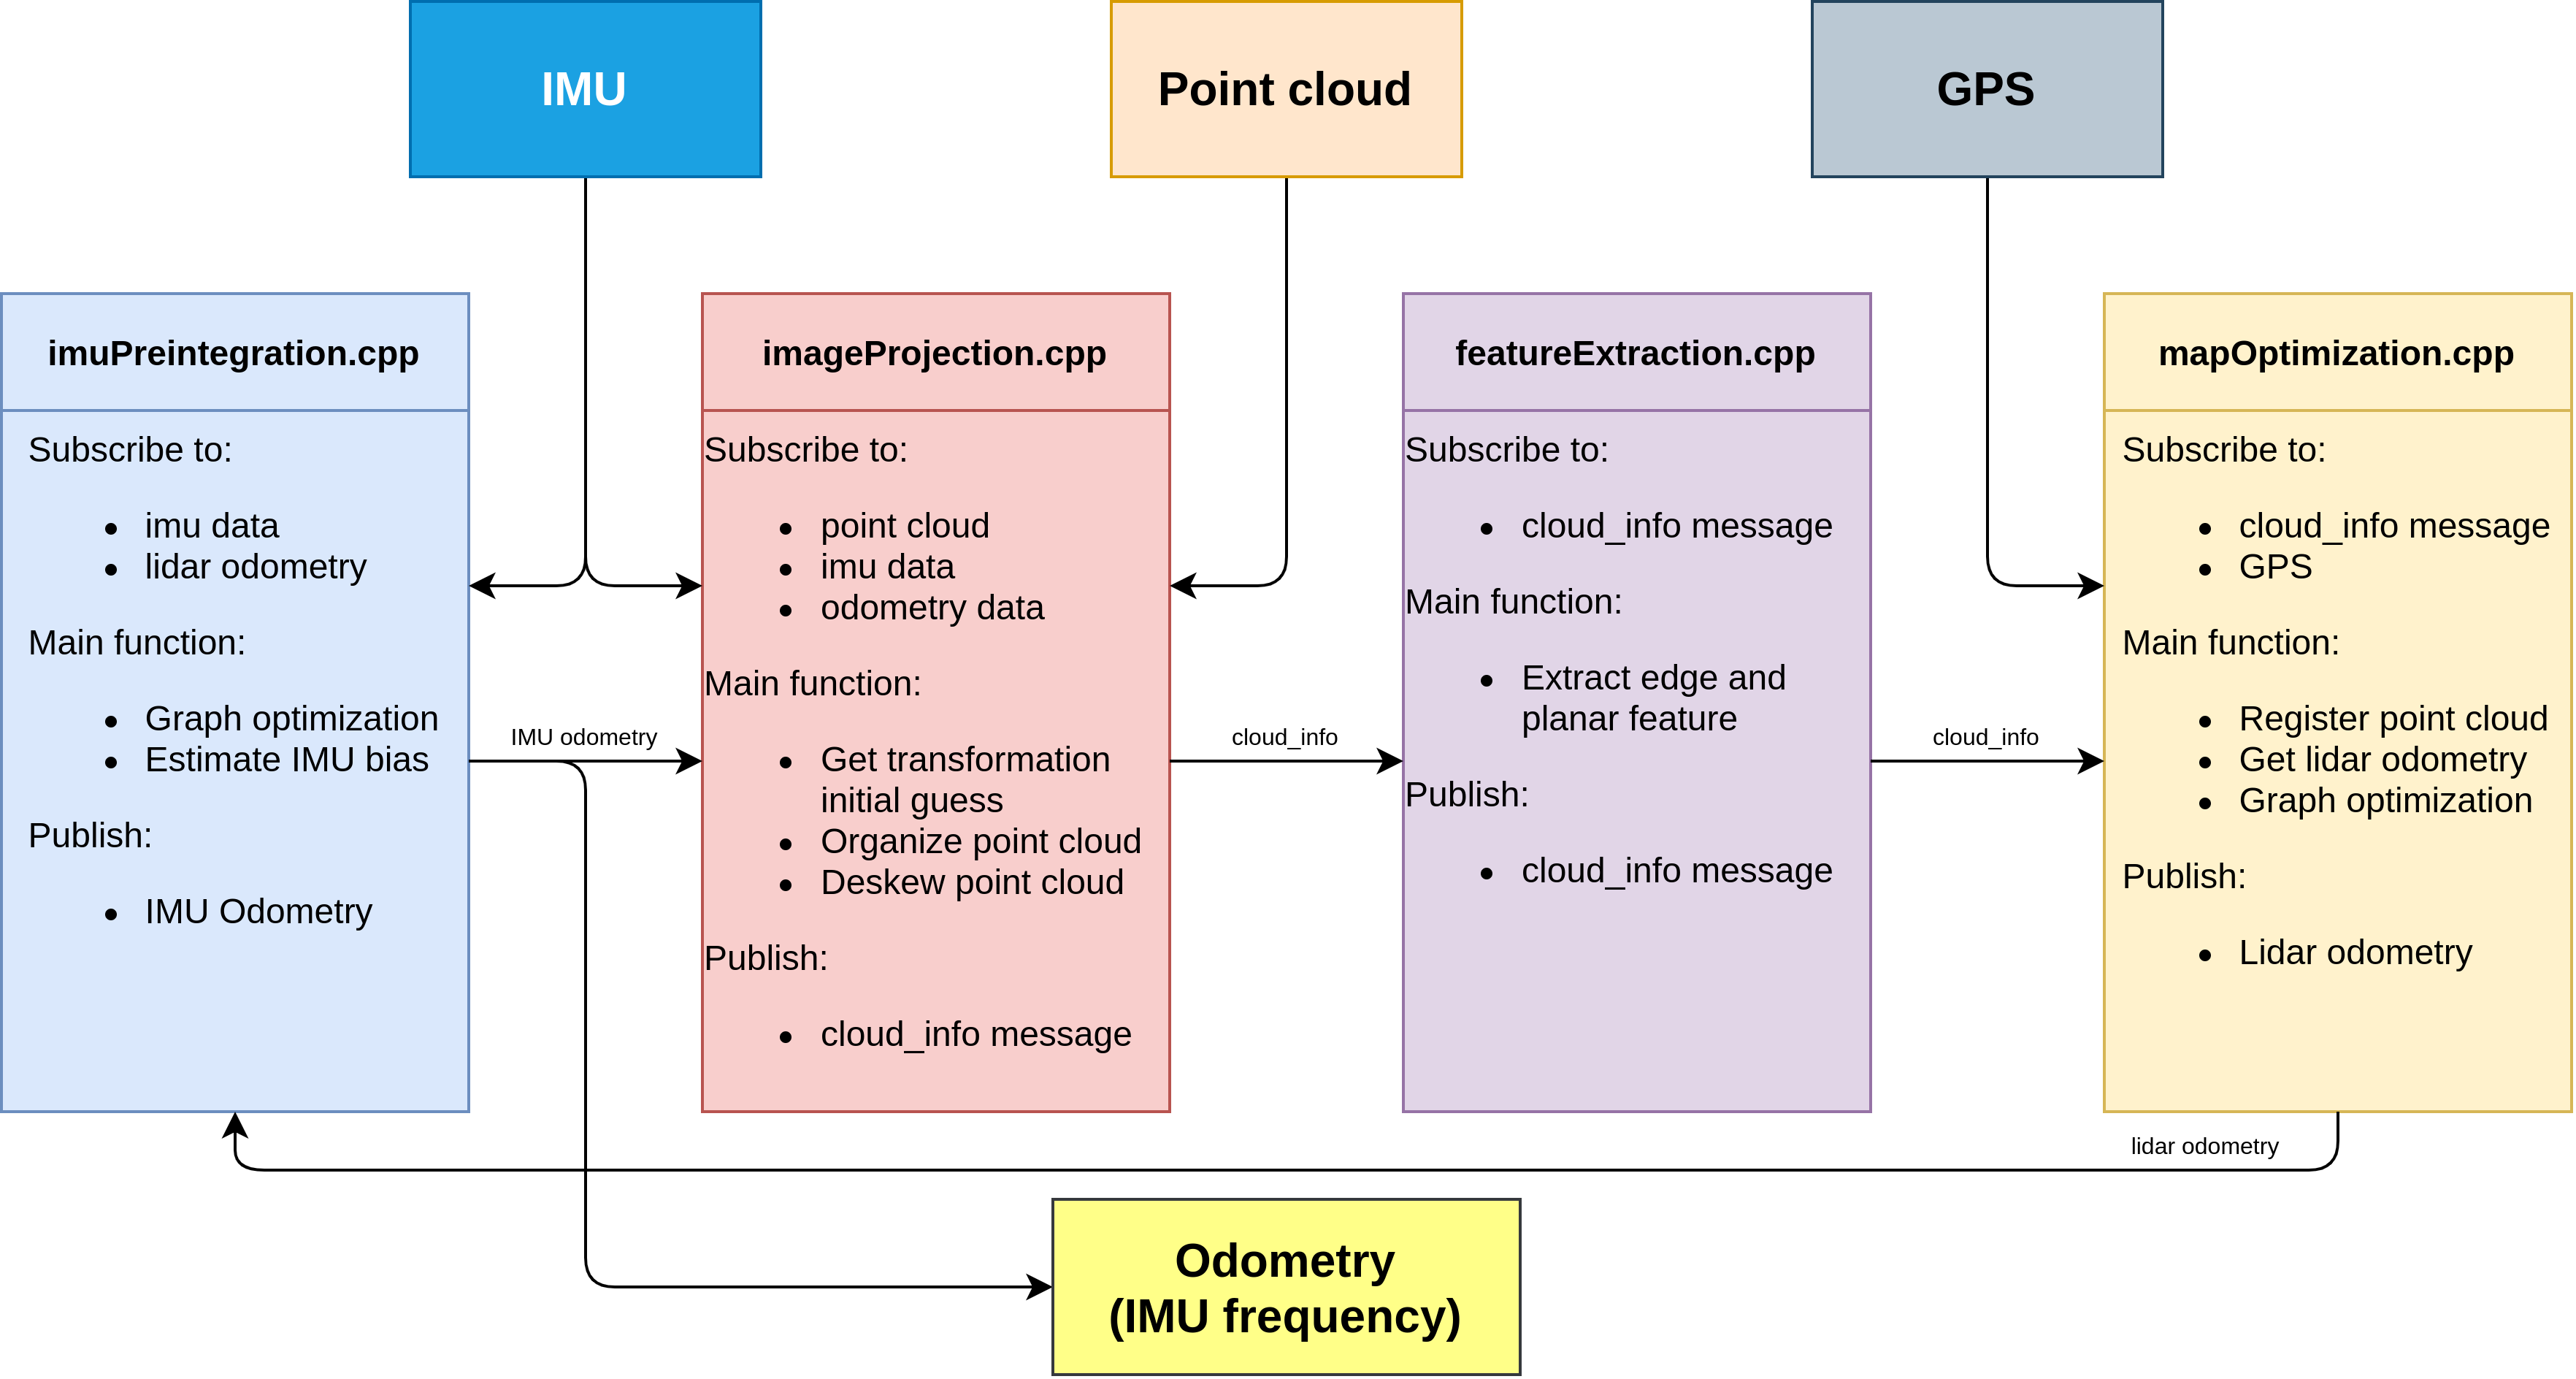 IMU
Point cloud
GPS
imuPreintegration.cpp
Subscribe to:
imu data
lidar odometry
Main function:
Graph optimization
Estimate IMU bias
Publish:
IMU Odometry
IMU odometry
imageProjection.cpp
Subscribe to:
point cloud
imu data
odometry data
Main function:
Get transformation
initial guess
Organize point cloud
Deskew point cloud
Publish:
cloud_info message
cloud_info
featureExtraction.cpp
Subscribe to:
cloud_info message
Main function:
Extract edge and
planar feature
Publish:
cloud_info message
cloud_info
mapOptimization.cpp
Subscribe to:
cloud_info message
GPS
Main function:
Register point cloud
Get lidar odometry
Graph optimization
Publish:
Lidar odometry
lidar odometry
Odometry
(IMU frequency)